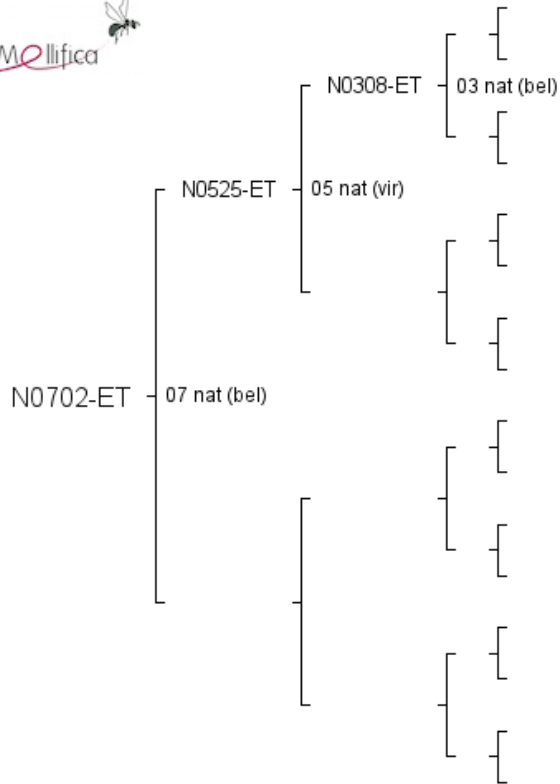 Mellifica
N0308-ET 03 nat (bel)
N0525-ET 05 nat (vir)
N0702-ET 07 nat (bel)